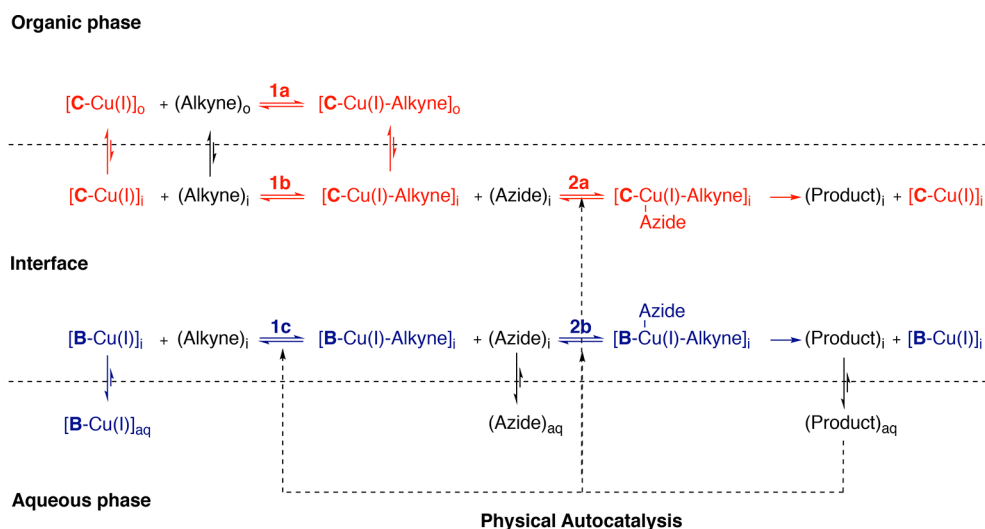 Organic phase
1a
[C-Cu(I)]o + (Alkyne)o [C-Cu(I)-Alkyne]o
1b 2a
[C-Cu(I)]i + (Alkyne)i [C-Cu(I)-Alkyne]i + (Azide)i [C-Cu(I)-Alkyne]i (Product)i + [C-Cu(I)]i
Azide
Interface
Azide
1c 2b
[B-Cu(I)]i + (Alkyne)i [B-Cu(I)-Alkyne]i + (Azide)i [B-Cu(I)-Alkyne]i (Product)i + [B-Cu(I)]i
[B-Cu(I)]aq (Azide)aq (Product)aq
Aqueous phase
Physical Autocatalysis